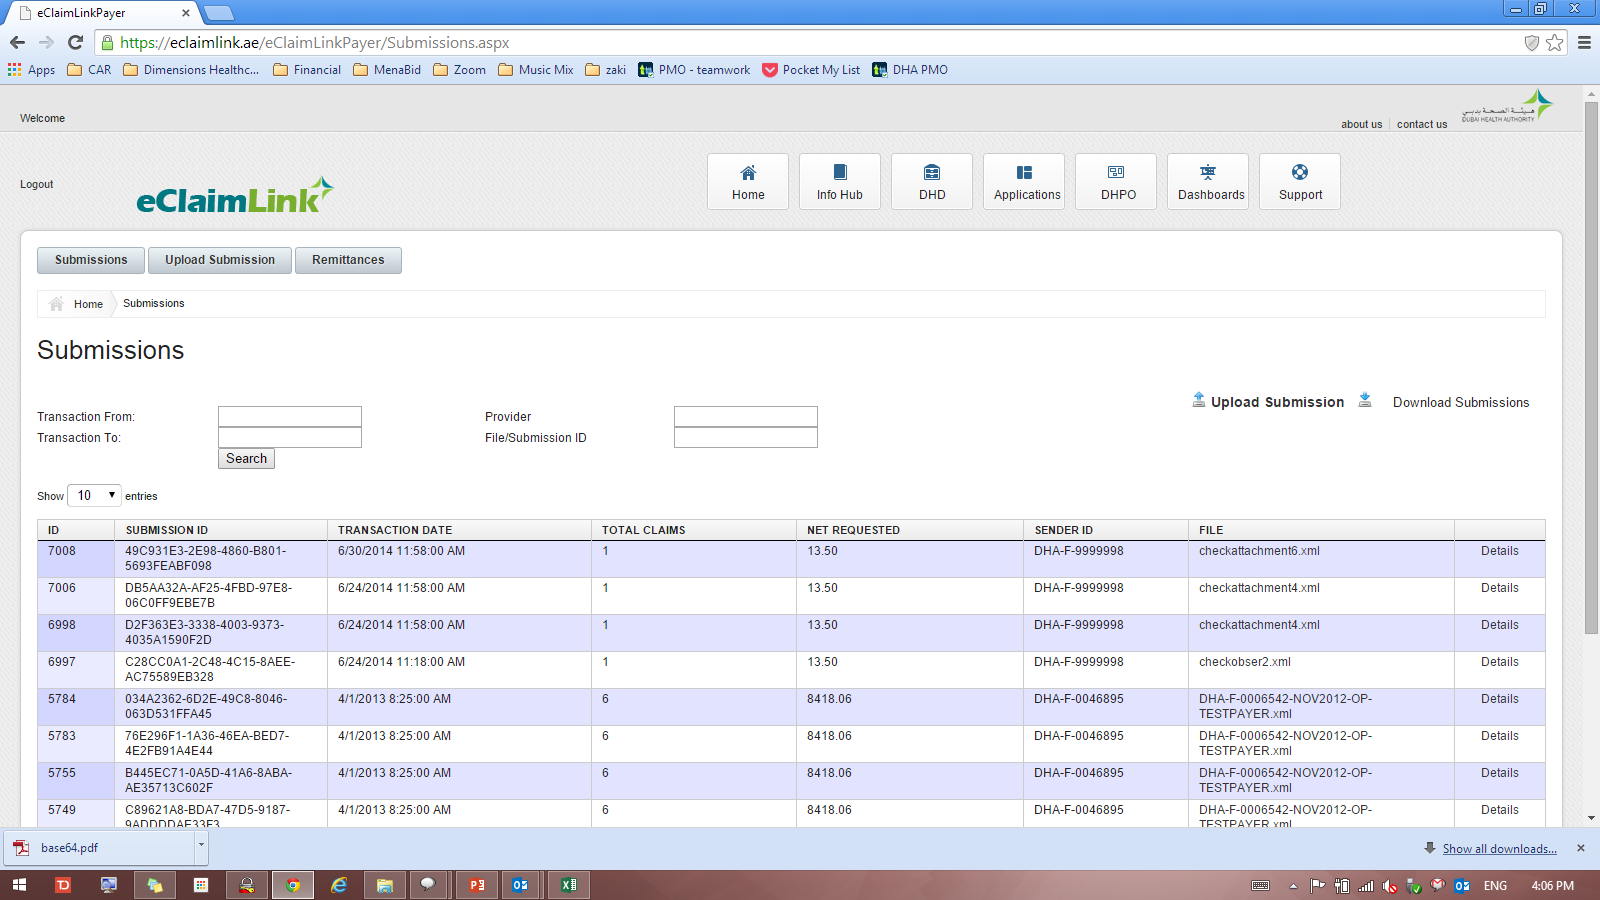 eClaimLinkPayer
https://eclaimlink.ae/eClaimLinkPayer/Submissions.aspx
Apps CAR Dimensions Healthc... Financial MenaBid Zoom Music Mix zaki PMO - teamwork Pocket My List DHA PMO
Welcome
about us contact us
هيئة الصحة بدبي
DUBAI HEALTH AUTHORITY
Logout
eClaimLink
Home Info Hub DHD Applications DHPO Dashboards Support
Submissions Upload Submission Remittances
Home Submissions
Submissions
Upload Submission Download Submissions
Transaction From: Provider
Transaction To: File/Submission ID
Search
Show 10 entries
ID SUBMISSION ID TRANSACTION DATE TOTAL CLAIMS NET REQUESTED SENDER ID FILE
7008 49C931E3-2E98-4860-B801- 6/30/2014 11:58:00 AM 1 13.50 DHA-F-9999998 checkattachment6.xml Details
5693FEABF098
7006 DB5AA32A-AF25-4FBD-97E8- 6/24/2014 11:58:00 AM 1 13.50 DHA-F-9999998 checkattachment4.xml Details
06C0FF9EBE7B
6998 D2F363E3-3338-4003-9373- 6/24/2014 11:58:00 AM 1 13.50 DHA-F-9999998 checkattachment4.xml Details
4035A1590F2D
6997 C28CC0A1-2C48-4C15-8AEE- 6/24/2014 11:18:00 AM 1 13.50 DHA-F-9999998 checkobser2.xml Details
AC75589EB328
5784 034A2362-6D2E-49C8-8046- 4/1/2013 8:25:00 AM 6 8418.06 DHA-F-0046895 DHA-F-0006542-NOV2012-OP- Details
063D531FFA45 TESTPAYER.xml
5783 76E296F1-1A36-46EA-BED7- 4/1/2013 8:25:00 AM 6 8418.06 DHA-F-0046895 DHA-F-0006542-NOV2012-OP- Details
4E2FB91A4E44 TESTPAYER.xml
5755 B445EC71-0A5D-41A6-8ABA- 4/1/2013 8:25:00 AM 6 8418.06 DHA-F-0046895 DHA-F-0006542-NOV2012-OP- Details
AE35713C602F TESTPAYER.xml
5749 C89621A8-BDA7-47D5-9187- 4/1/2013 8:25:00 AM 6 8418.06 DHA-F-0046895 DHA-F-0006542-NOV2012-OP- Details
9ADDDDAE33F3 TESTPAYER.xml
base64.pdf Show all downloads...
ENG 4:06 PM